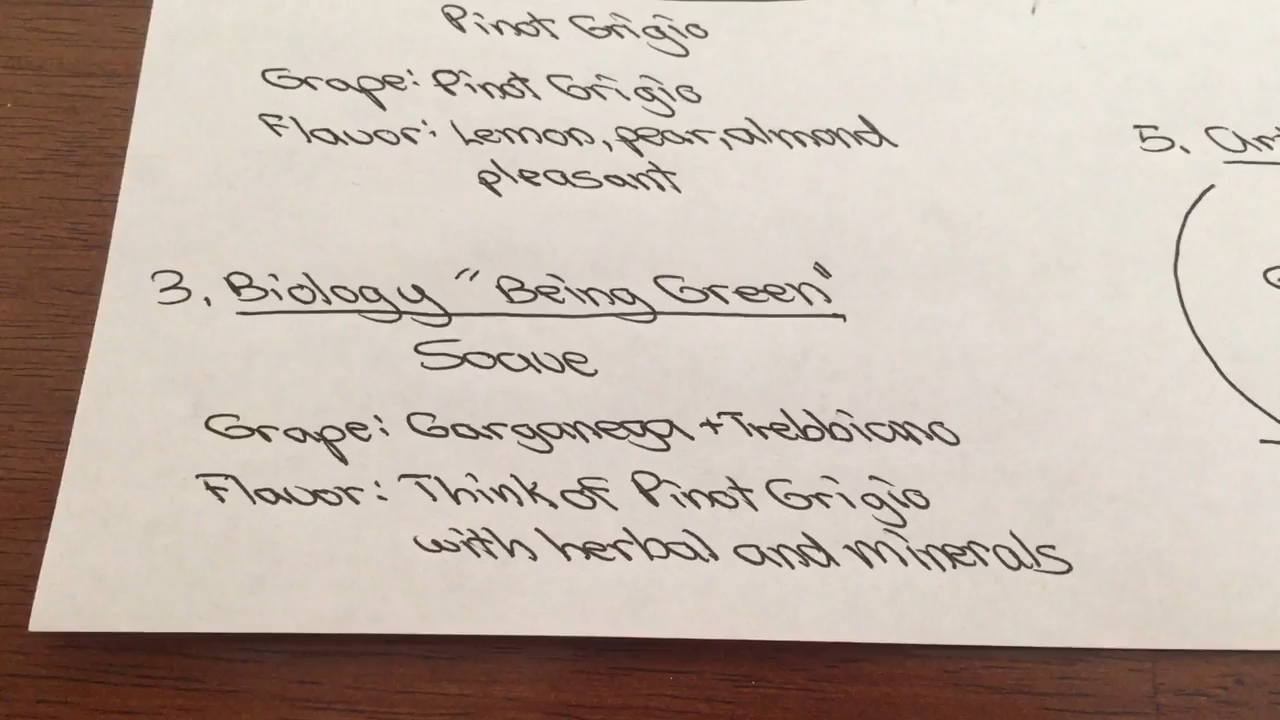 Pinot Grigio
Grape: Pinot Grigio
Flavor: Lemon, pear, almond
pleasant
3. Biology "Being Green"
Soave
Grape: Garganega + Trebbiano
Flavor: Think of Pinot Grigio
with herbal and minerals
5.